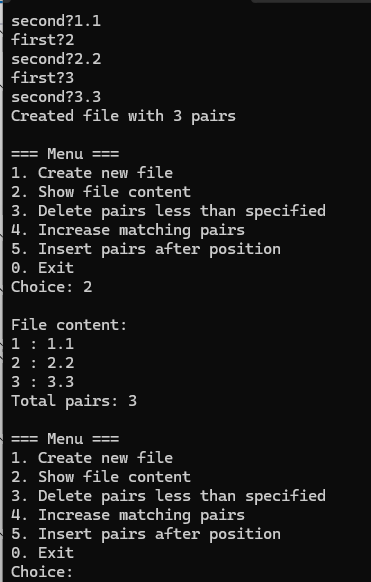 second?1.1
first?2
second?2.2
first?3
second?3.3
Created file with 3 pairs
=== Menu ===
1. Create new file
2. Show file content
3. Delete pairs less than specified
4. Increase matching pairs
5. Insert pairs after position
0. Exit
Choice: 2
File content:
1 : 1.1
2 : 2.2
3 : 3.3
Total pairs: 3
=== Menu ===
1. Create new file
2. Show file content
3. Delete pairs less than specified
4. Increase matching pairs
5. Insert pairs after position
0. Exit
Choice: